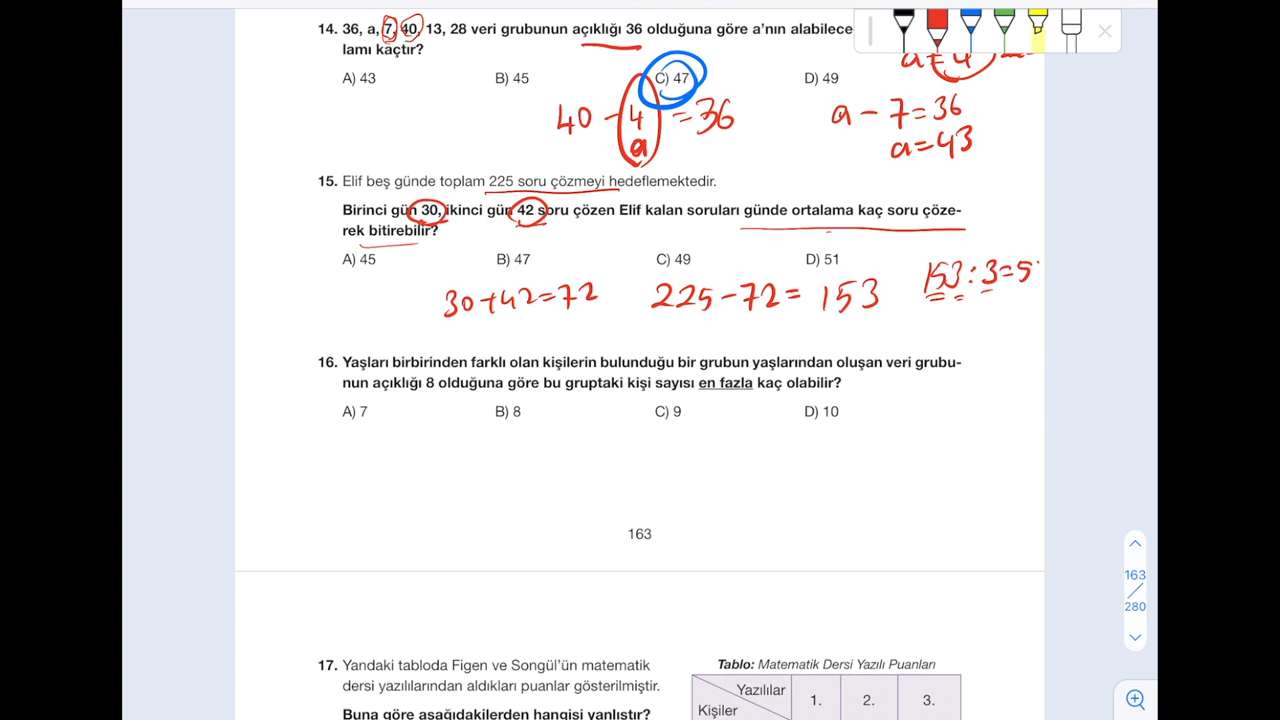 14. 36, a, 7, 40, 13, 28 veri grubunun açıklığı 36 olduğuna göre a'nın alabilece
lamı kaçtır?
A) 43 B) 45 C) 47 D) 49
a = 4
40 - 4 = 36
a
a - 7 = 36
a = 43
15. Elif beş günde toplam 225 soru çözmeyi hedeflemektedir.
Birinci gün 30, ikinci gün 42 soru çözen Elif kalan soruları günde ortalama kaç soru çöze-
rek bitirebilir?
A) 45 B) 47 C) 49 D) 51
30 + 42 = 72 225 - 72 = 153 153 : 3 = 5
16. Yaşları birbirinden farklı olan kişilerin bulunduğu bir grubun yaşlarından oluşan veri grubu-
nun açıklığı 8 olduğuna göre bu gruptaki kişi sayısı en fazla kaç olabilir?
A) 7 B) 8 C) 9 D) 10
163
163
280
17. Yandaki tabloda Figen ve Songül'ün matematik
dersi yazılılarından aldıkları puanlar gösterilmiştir.
Buna göre aşağıdakilerden hangisi yanlıştır?
Tablo: Matematik Dersi Yazılı Puanları
Yazılılar 1. 2. 3.
Kişiler